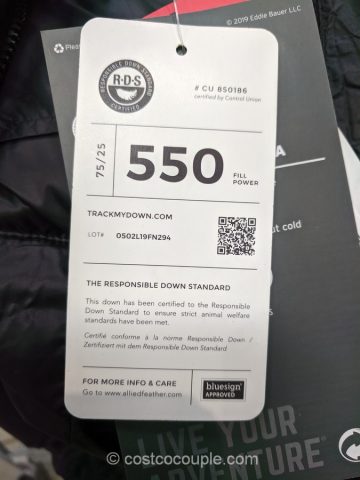 © 2019 Eddie Bauer LLC
Please
RESPONSIBLE DOWN STANDARD
R·D·S
CERTIFIED
# CU 850186
certified by Control Union
75/25
550
FILL
POWER
A
TRACKMYDOWN.COM
LOT# 0502L19FN294
out cold
THE RESPONSIBLE DOWN STANDARD
This down has been certified to the Responsible
Down Standard to ensure strict animal welfare
standards have been met.
Certifié conforme à la norme Responsible Down /
Zertifiziert mit dem Responsible Down Standard
FOR MORE INFO & CARE
Go to www.alliedfeather.com
bluesign®
APPROVED
LIVE YOUR
ADVENTURE®
© costcocouple.com